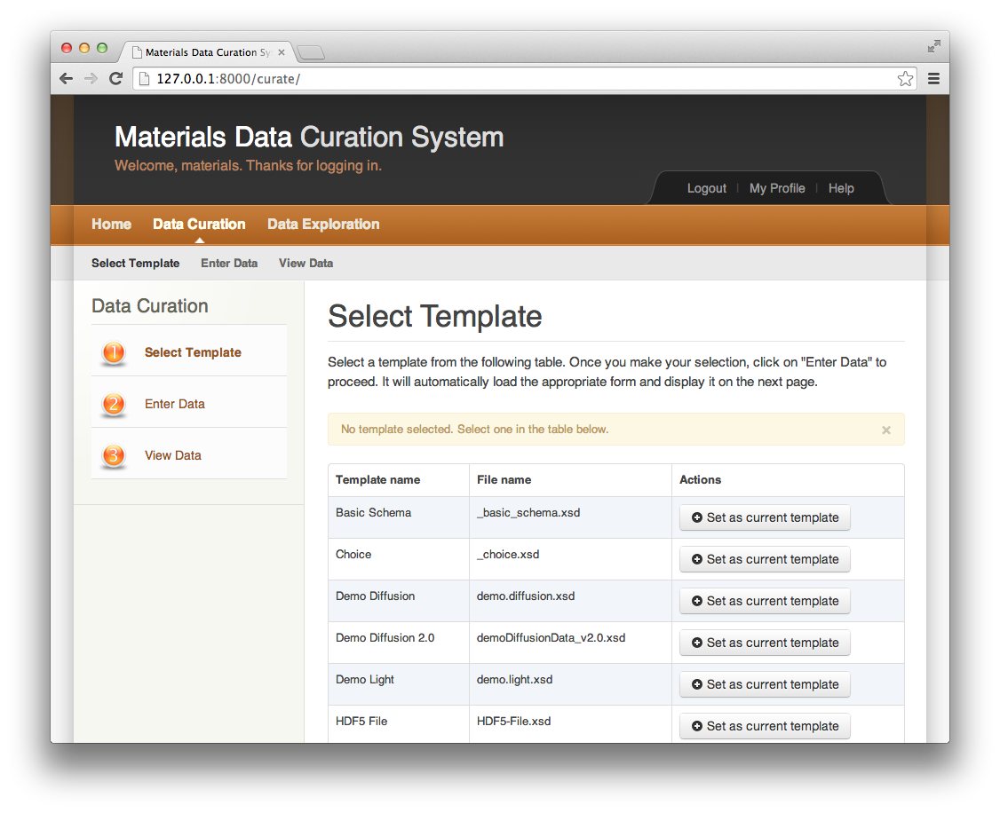 Materials Data Curation Sy
127.0.0.1:8000/curate/
Materials Data Curation System
Welcome, materials. Thanks for logging in.
Logout | My Profile | Help
Home Data Curation Data Exploration
Select Template Enter Data View Data
Data Curation
1 Select Template
2 Enter Data
3 View Data
Select Template
Select a template from the following table. Once you make your selection, click on "Enter Data" to
proceed. It will automatically load the appropriate form and display it on the next page.
No template selected. Select one in the table below. ×
Template name File name Actions
Basic Schema _basic_schema.xsd Set as current template
Choice _choice.xsd Set as current template
Demo Diffusion demo.diffusion.xsd Set as current template
Demo Diffusion 2.0 demoDiffusionData_v2.0.xsd Set as current template
Demo Light demo.light.xsd Set as current template
HDF5 File HDF5-File.xsd Set as current template